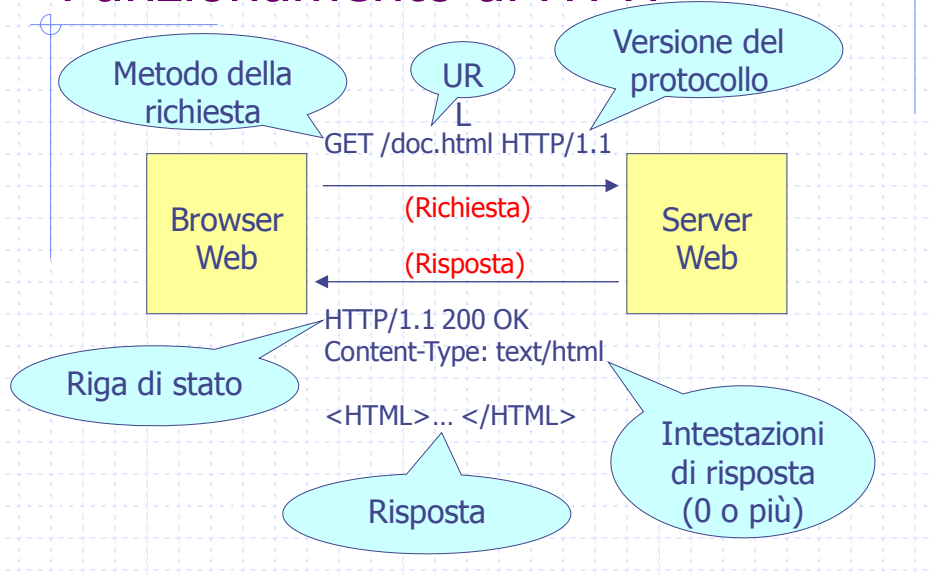 Metodo della
richiesta
UR
L
Versione del
protocollo
GET /doc.html HTTP/1.1
Browser
Web
(Richiesta)
(Risposta)
Server
Web
HTTP/1.1 200 OK
Content-Type: text/html
Riga di stato
<HTML>... </HTML>
Intestazioni
di risposta
(0 o più)
Risposta